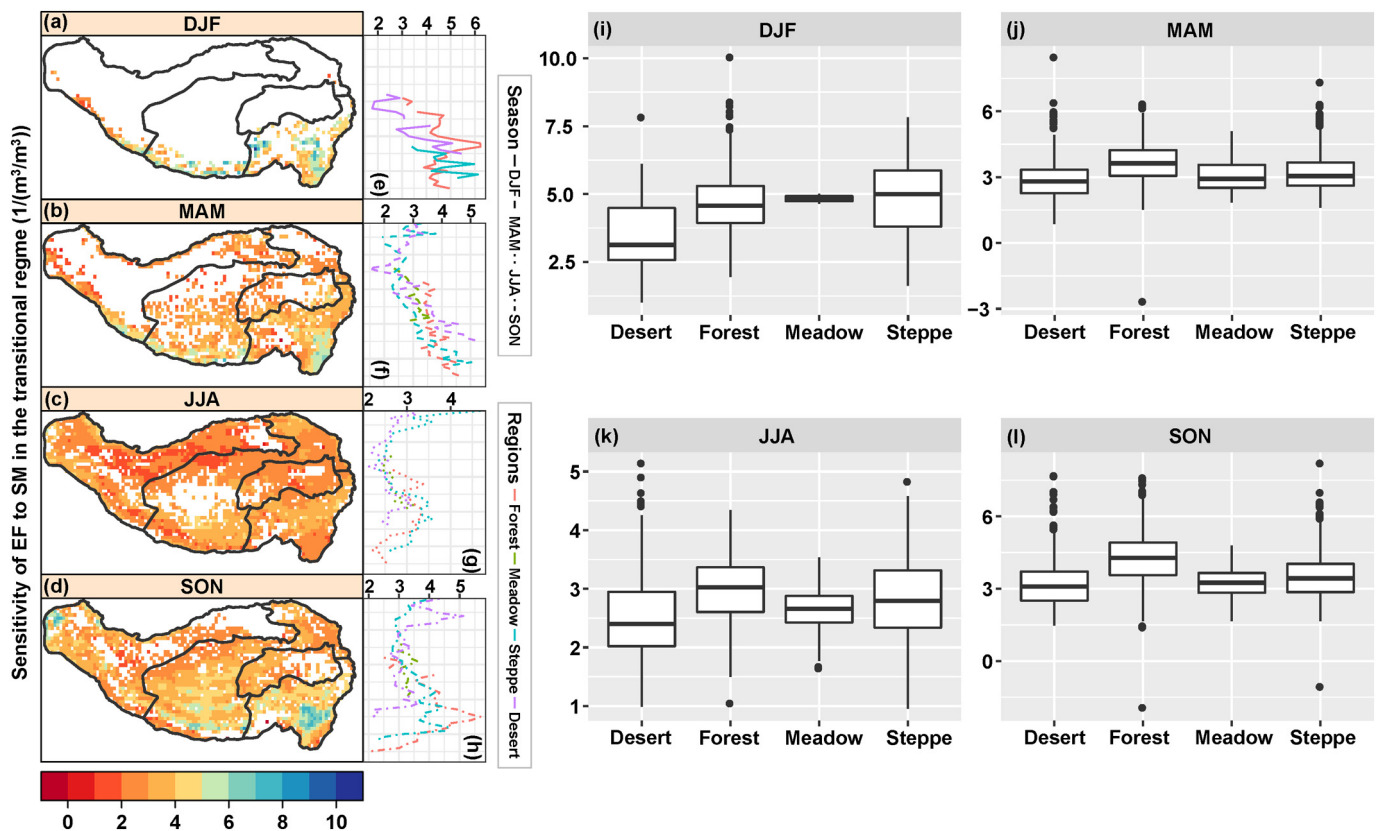 Sensitivity of EF to SM in the transitional regme (1/(m³/m³))
(a)
DJF
2 3 4 5 6
(e)
(b)
MAM
2 3 4 5
(f)
(c)
JJA
2 3 4
(g)
(d)
SON
2 3 4 5
(h)
0 2 4 6 8 10
Season DJF MAM JJA SON
Regions Forest Meadow Steppe Desert
(i)
DJF
10.0
7.5
5.0
2.5
Desert Forest Meadow Steppe
(j)
MAM
6
3
0
−3
Desert Forest Meadow Steppe
(k)
JJA
5
4
3
2
1
Desert Forest Meadow Steppe
(l)
SON
6
3
0
Desert Forest Meadow Steppe